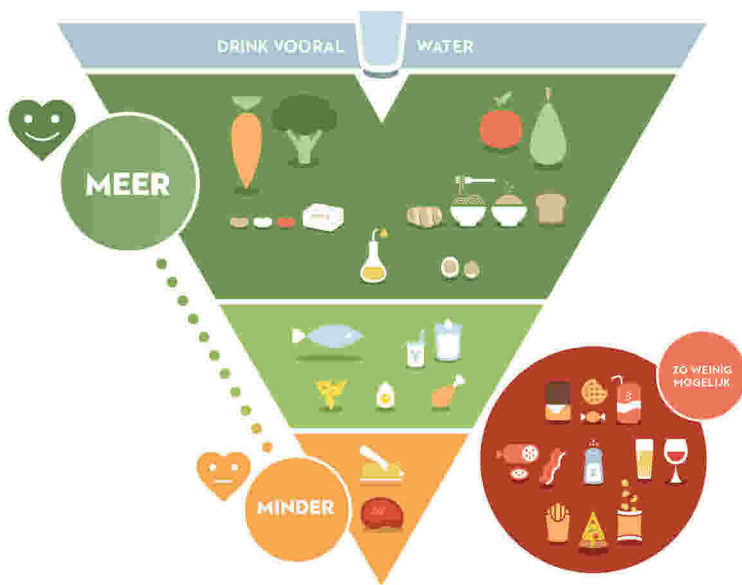 DRINK VOORAL WATER
MEER
ZO WEINIG
MOGELIJK
MINDER